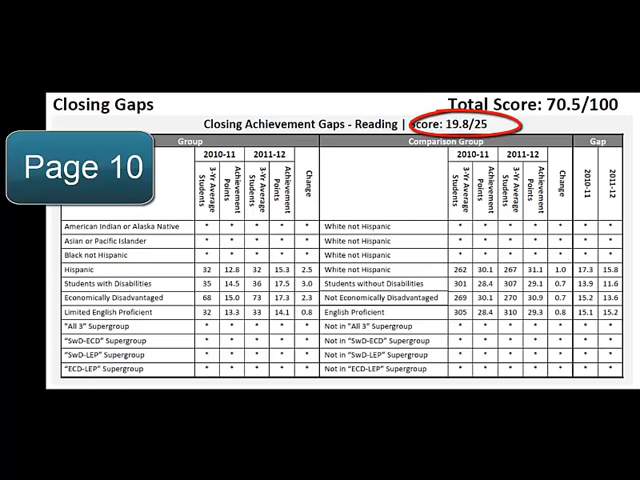 Closing Gaps Total Score: 70.5/100
Closing Achievement Gaps - Reading | Score: 19.8/25
Page 10
Group Comparison Group Gap
2010-11 2011-12 2010-11 2011-12
3-Yr Average Students Achievement Points 3-Yr Average Students Achievement Points Change 3-Yr Average Students Achievement Points 3-Yr Average Students Achievement Points Change 2010-11 2011-12
American Indian or Alaska Native * * * * * White not Hispanic * * * * * * *
Asian or Pacific Islander * * * * * White not Hispanic * * * * * * *
Black not Hispanic * * * * * White not Hispanic * * * * * * *
Hispanic 32 12.8 32 15.3 2.5 White not Hispanic 262 30.1 267 31.1 1.0 17.3 15.8
Students with Disabilities 35 14.5 36 17.5 3.0 Students without Disabilities 301 28.4 307 29.1 0.7 13.9 11.6
Economically Disadvantaged 68 15.0 73 17.3 2.3 Not Economically Disadvantaged 269 30.1 270 30.9 0.7 15.2 13.6
Limited English Proficient 32 13.3 33 14.1 0.8 English Proficient 305 28.4 310 29.3 0.8 15.1 15.2
"All 3" Supergroup * * * * * Not in "All 3" Supergroup * * * * * * *
"SwD-ECD" Supergroup * * * * * Not in "SwD-ECD" Supergroup * * * * * * *
"SwD-LEP" Supergroup * * * * * Not in "SwD-LEP" Supergroup * * * * * * *
"ECD-LEP" Supergroup * * * * * Not in "ECD-LEP" Supergroup * * * * * * *